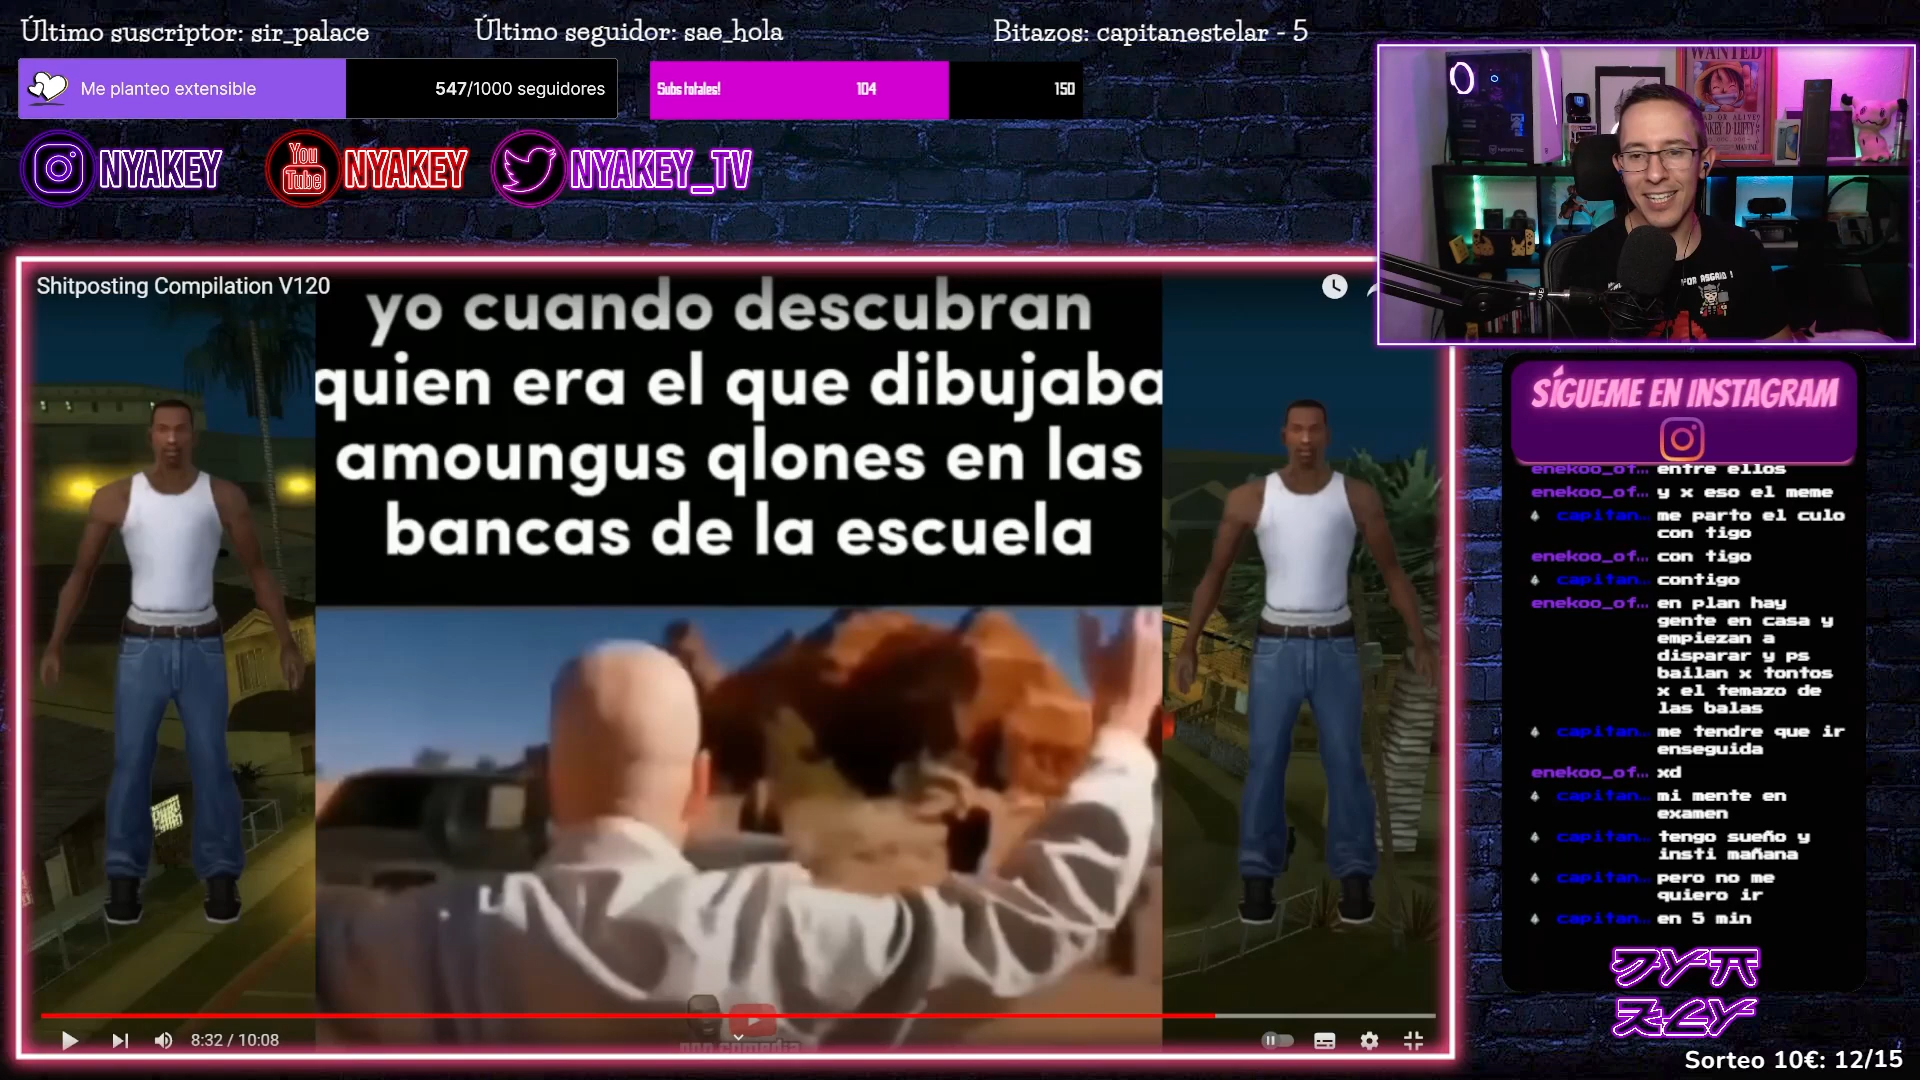 Último suscriptor: sir_palace
Último seguidor: sae_hola
Bitazos: capitanestelar - 5
Me planteo extensible
547/1000 seguidores
Subs totales!
104
150
NYAKEY
You
Tube
NYAKEY
NYAKEY_TV
WANTED
Shitposting Compilation V120
yo cuando descubran
quien era el que dibujaba
amoungus qlones en las
bancas de la escuela
8:32 / 10:08
SÍGUEME EN INSTAGRAM
enekoo_of... entre ellos
enekoo_of... y x eso el meme
capitan... me parto el culo
con tigo
enekoo_of... con tigo
capitan... contigo
enekoo_of... en plan hay
gente en casa y
empiezan a
disparar y ps
bailan x tontos
x el temazo de
las balas
capitan... me tendre que ir
enseguida
enekoo_of... xd
capitan... mi mente en
examen
capitan... tengo sueño y
insti mañana
capitan... pero no me
quiero ir
capitan... en 5 min
Sorteo 10€: 12/15